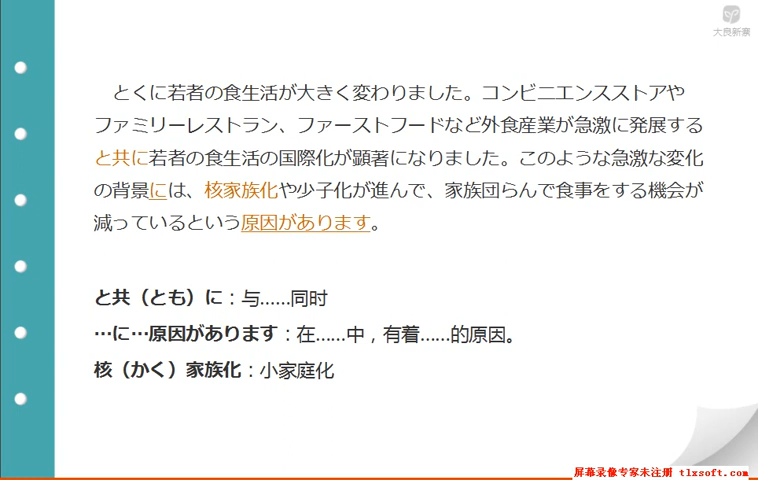 大良新寨
とくに若者の食生活が大きく変わりました。コンビニエンスストアや
ファミリーレストラン、ファーストフードなど外食産業が急激に発展する
と共に若者の食生活の国際化が顕著になりました。このような急激な変化
の背景には、核家族化や少子化が進んで、家族団らんで食事をする機会が
減っているという原因があります。
と共（とも）に：与……同时
…に…原因があります：在……中，有着……的原因。
核（かく）家族化：小家庭化
屏幕录像专家未注册 tlxsoft.com